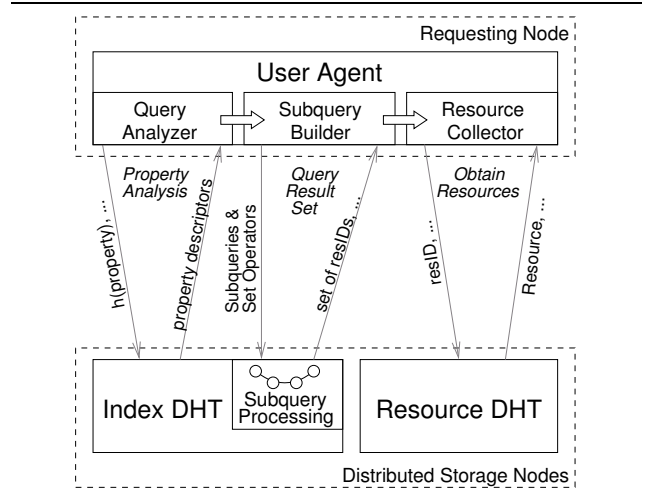 Requesting Node
User Agent
Query
Analyzer
Subquery
Builder
Resource
Collector
Property
Analysis
Query
Result
Set
Obtain
Resources
h(property), ...
property descriptors
Subqueries &
Set Operators
set of resIDs, ...
resID, ...
Resource, ...
Index DHT
Subquery
Processing
Resource DHT
Distributed Storage Nodes